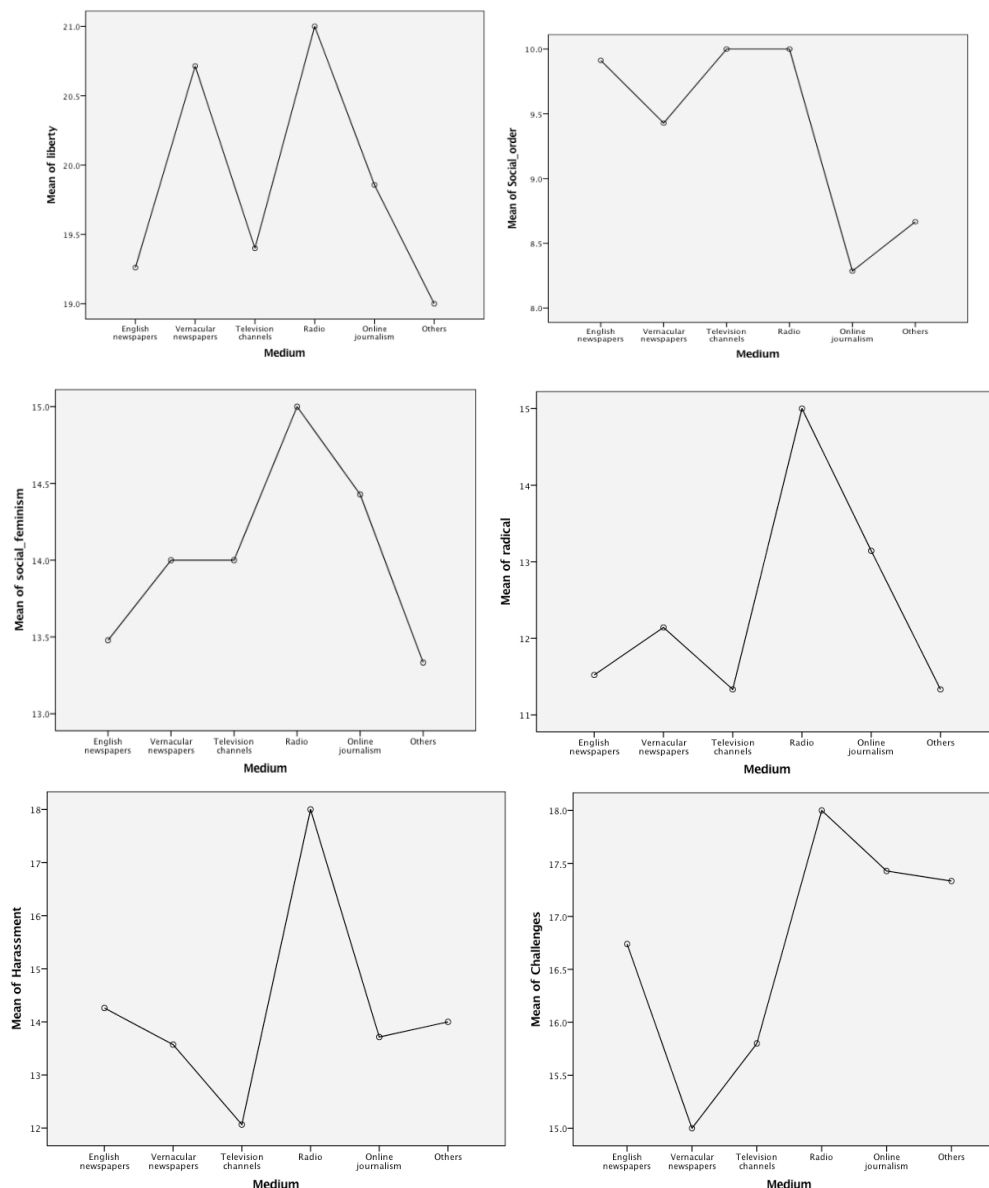 Mean of liberty
21.0
20.5
20.0
19.5
19.0
English
newspapers
Vernacular
newspapers
Television
channels
Radio
Online
journalism
Others
Medium
Mean of Social_order
10.0
9.5
9.0
8.5
8.0
English
newspapers
Vernacular
newspapers
Television
channels
Radio
Online
journalism
Others
Medium
Mean of social_feminism
15.0
14.5
14.0
13.5
13.0
English
newspapers
Vernacular
newspapers
Television
channels
Radio
Online
journalism
Others
Medium
Mean of radical
15
14
13
12
11
English
newspapers
Vernacular
newspapers
Television
channels
Radio
Online
journalism
Others
Medium
Mean of Harassment
18
17
16
15
14
13
12
English
newspapers
Vernacular
newspapers
Television
channels
Radio
Online
journalism
Others
Medium
Mean of Challenges
18.0
17.5
17.0
16.5
16.0
15.5
15.0
English
newspapers
Vernacular
newspapers
Television
channels
Radio
Online
journalism
Others
Medium